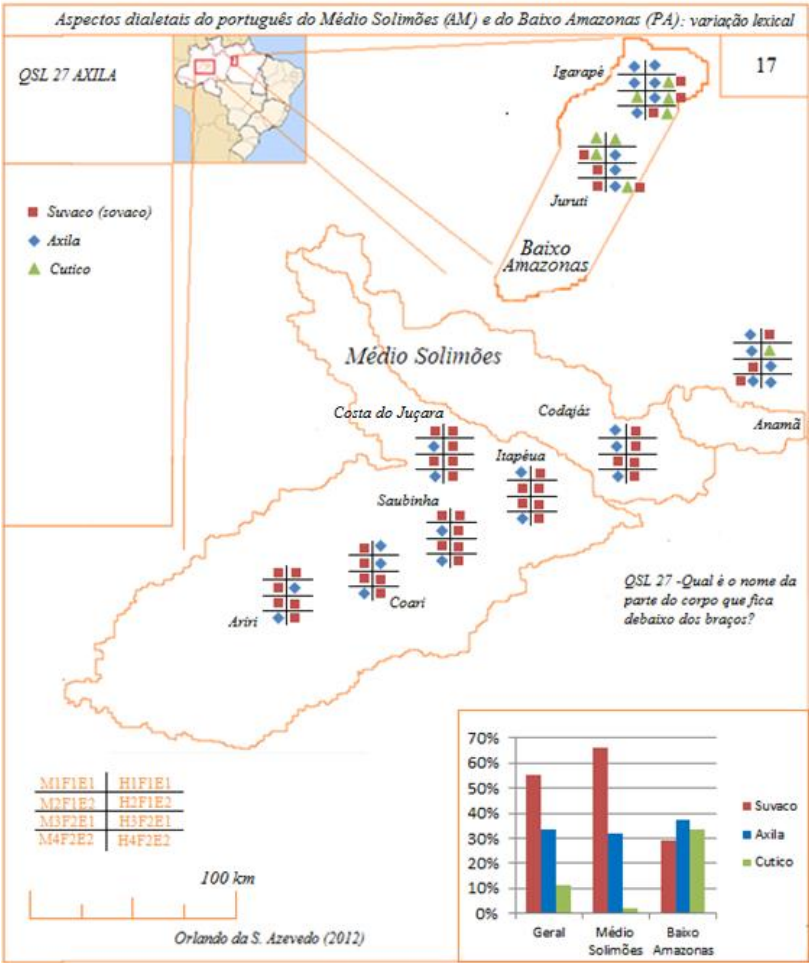 Aspectos dialetais do português do Médio Solimões (AM) e do Baixo Amazonas (PA): variação lexical
QSL 27 AXILA
17
Igarapé
Suvaco (sovaco)
Axila
Cutico
Juruti
Baixo
Amazonas
Médio Solimões
Costa do Juçara
Codajás
Anamã
Itapéua
Saubinha
Coari
Ariri
QSL 27 -Qual é o nome da
parte do corpo que fica
debaixo dos braços?
M1F1E1 H1F1E1
M2F1E2 H2F1E2
M3F2E1 H3F2E1
M4F2E2 H4F2E2
100 km
Orlando da S. Azevedo (2012)
70%
60%
50%
40%
30%
20%
10%
0%
Geral
Médio
Solimões
Baixo
Amazonas
Suvaco
Axila
Cutico